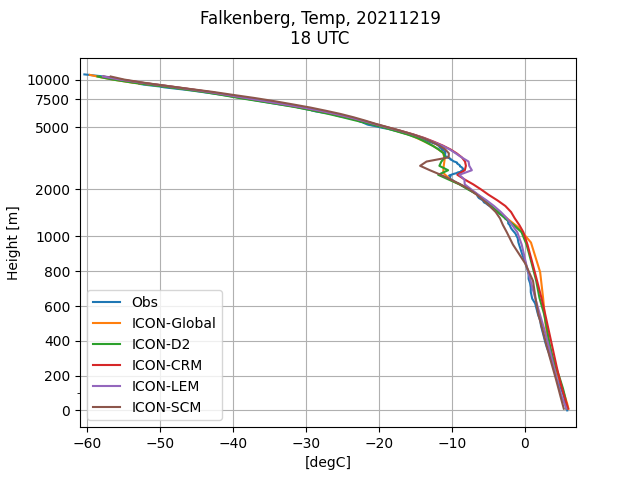 Falkenberg, Temp, 20211219
18 UTC
Height [m]
10000
7500
5000
2000
1000
800
600
400
200
0
Obs
ICON-Global
ICON-D2
ICON-CRM
ICON-LEM
ICON-SCM
−60 −50 −40 −30 −20 −10 0
[degC]